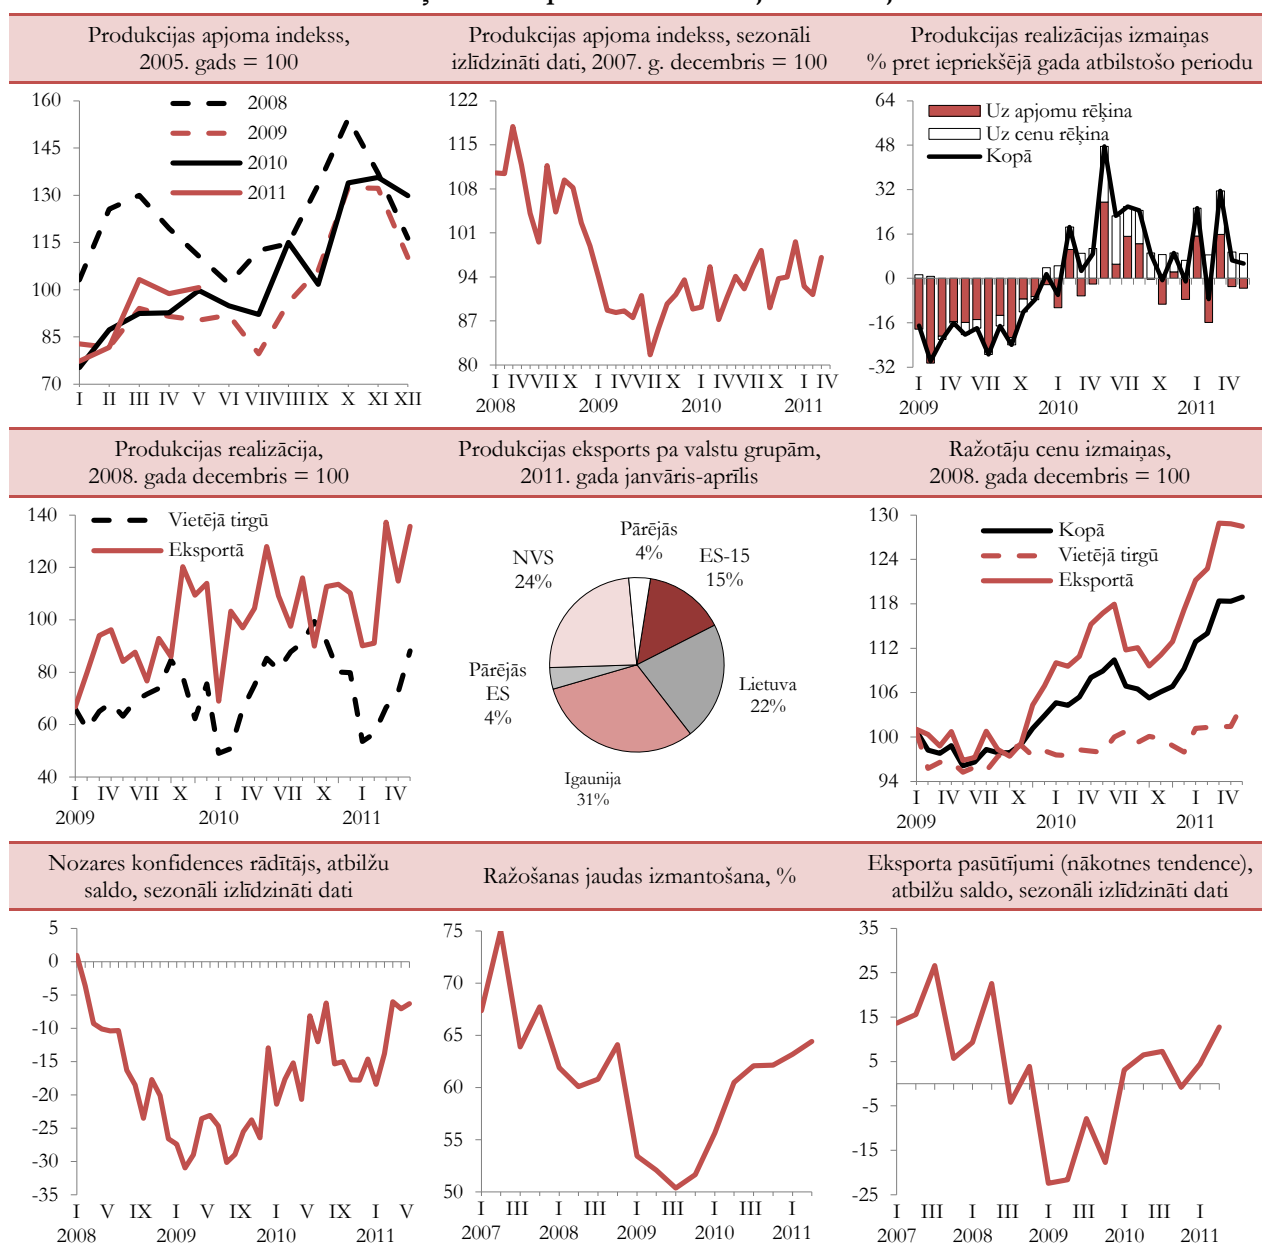 Produkcijas apjoma indekss,
2005. gads = 100
Produkcijas apjoma indekss, sezonāli
izlīdzināti dati, 2007. g. decembris = 100
Produkcijas realizācijas izmaiņas
% pret iepriekšējā gada atbilstošo periodu
160
145
130
115
100
85
70
2008
2009
2010
2011
I II III IV V VI VII VIII IX X XI XII
122
115
108
101
94
87
80
I IV VII X I IV VII X I IV VII X I IV
2008 2009 2010 2011
64
48
32
16
0
-16
-32
Uz apjomu rēķina
Uz cenu rēķina
Kopā
I IV VII X I IV VII X I IV
2009 2010 2011
Produkcijas realizācija,
2008. gada decembris = 100
Produkcijas eksports pa valstu grupām,
2011. gada janvāris-aprīlis
Ražotāju cenu izmaiņas,
2008. gada decembris = 100
140
120
100
80
60
40
Vietējā tirgū
Eksportā
I IV VII X I IV VII X I IV
2009 2010 2011
Pārējās
4%
ES-15
15%
Lietuva
22%
Igaunija
31%
Pārējās
ES
4%
NVS
24%
130
124
118
112
106
100
94
Kopā
Vietējā tirgū
Eksportā
I IV VII X I IV VII X I IV
2009 2010 2011
Nozares konfidences rādītājs, atbilžu
saldo, sezonāli izlīdzināti dati
Ražošanas jaudas izmantošana, %
Eksporta pasūtījumi (nākotnes tendence),
atbilžu saldo, sezonāli izlīdzināti dati
5
0
-5
-10
-15
-20
-25
-30
-35
I V IX I V IX I V IX I V
2008 2009 2010 2011
75
70
65
60
55
50
I III I III I III I III I
2007 2008 2009 2010 2011
35
25
15
5
-5
-15
-25
I III I III I III I III I
2007 2008 2009 2010 2011